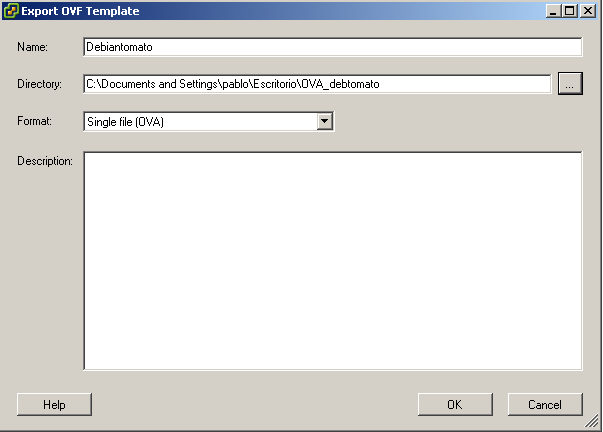 Export OVF Template
Name: Debiantomato
Directory: C:\Documents and Settings\pablo\Escritorio\OVA_debtomato ...
Format: Single file (OVA)
Description:
Help OK Cancel